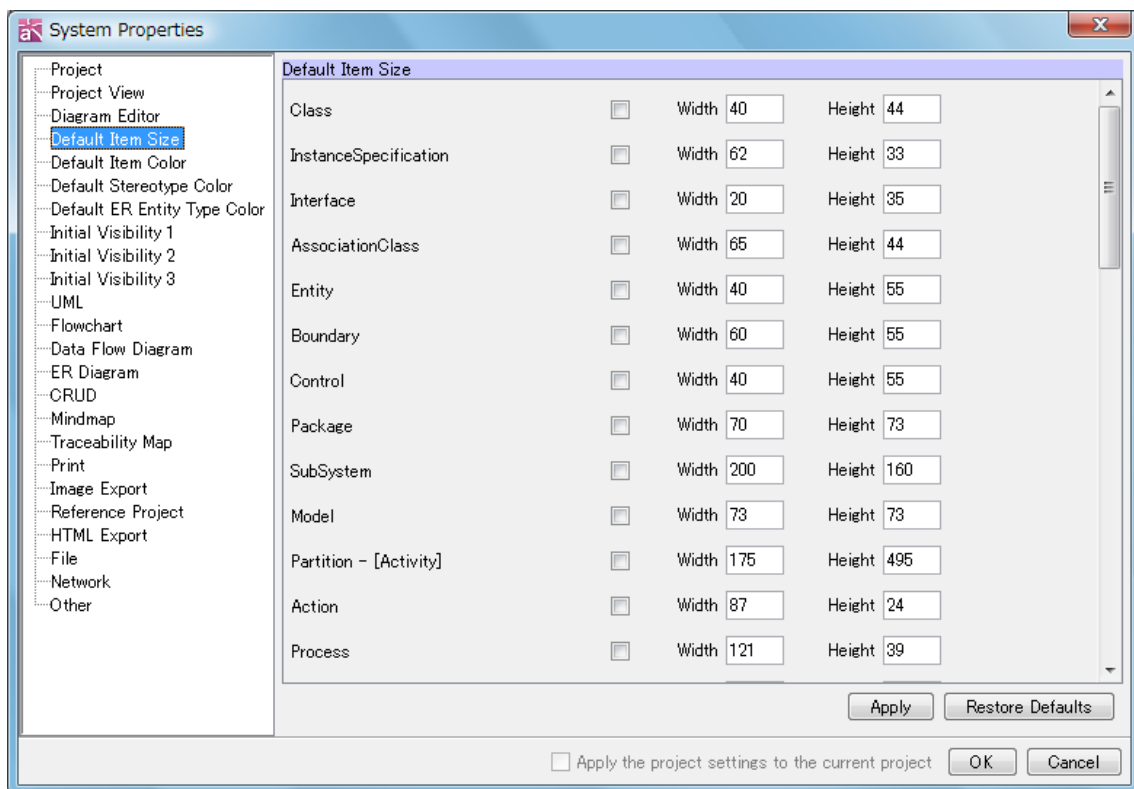 System Properties
Project
Project View
Diagram Editor
Default Item Size
Default Item Color
Default Stereotype Color
Default ER Entity Type Color
Initial Visibility 1
Initial Visibility 2
Initial Visibility 3
UML
Flowchart
Data Flow Diagram
ER Diagram
CRUD
Mindmap
Traceability Map
Print
Image Export
Reference Project
HTML Export
File
Network
Other
Default Item Size
Class Width 40 Height 44
InstanceSpecification Width 62 Height 33
Interface Width 20 Height 35
AssociationClass Width 65 Height 44
Entity Width 40 Height 55
Boundary Width 60 Height 55
Control Width 40 Height 55
Package Width 70 Height 73
SubSystem Width 200 Height 160
Model Width 73 Height 73
Partition - [Activity] Width 175 Height 495
Action Width 87 Height 24
Process Width 121 Height 39
Apply Restore Defaults
Apply the project settings to the current project OK Cancel